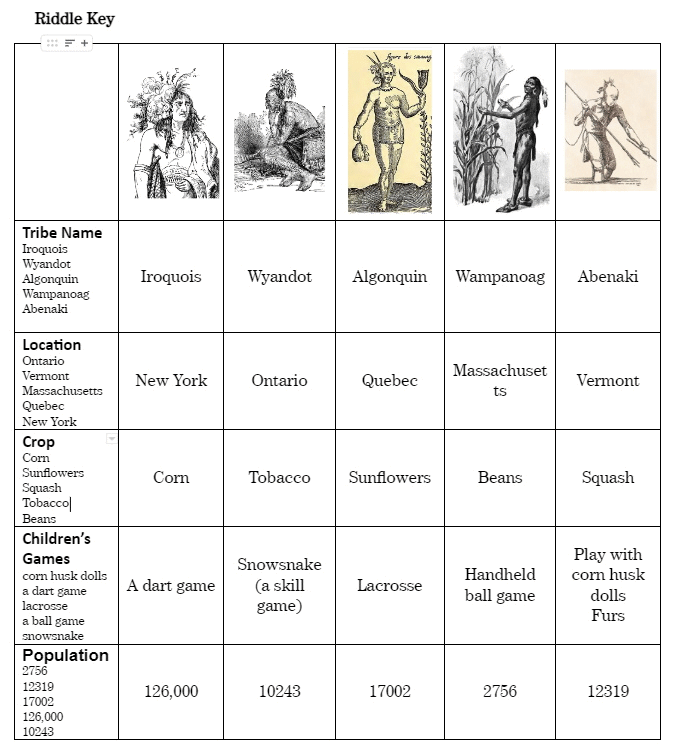 Riddle Key
figure des sauvag
Tribe Name
Iroquois
Wyandot
Algonquin
Wampanoag
Abenaki
Iroquois
Wyandot
Algonquin
Wampanoag
Abenaki
Location
Ontario
Vermont
Massachusetts
Quebec
New York
New York
Ontario
Quebec
Massachuset
ts
Vermont
Crop
Corn
Sunflowers
Squash
Tobacco
Beans
Corn
Tobacco
Sunflowers
Beans
Squash
Children's
Games
corn husk dolls
a dart game
lacrosse
a ball game
snowsnake
A dart game
Snowsnake
(a skill
game)
Lacrosse
Handheld
ball game
Play with
corn husk
dolls
Furs
Population
2756
12319
17002
126,000
10243
126,000
10243
17002
2756
12319